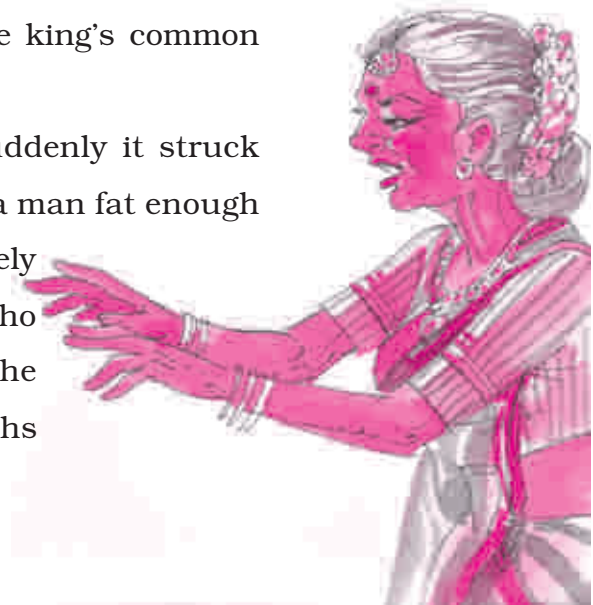 e king’s common
uddenly it struck
a man fat enough
ely
ho
he
hs